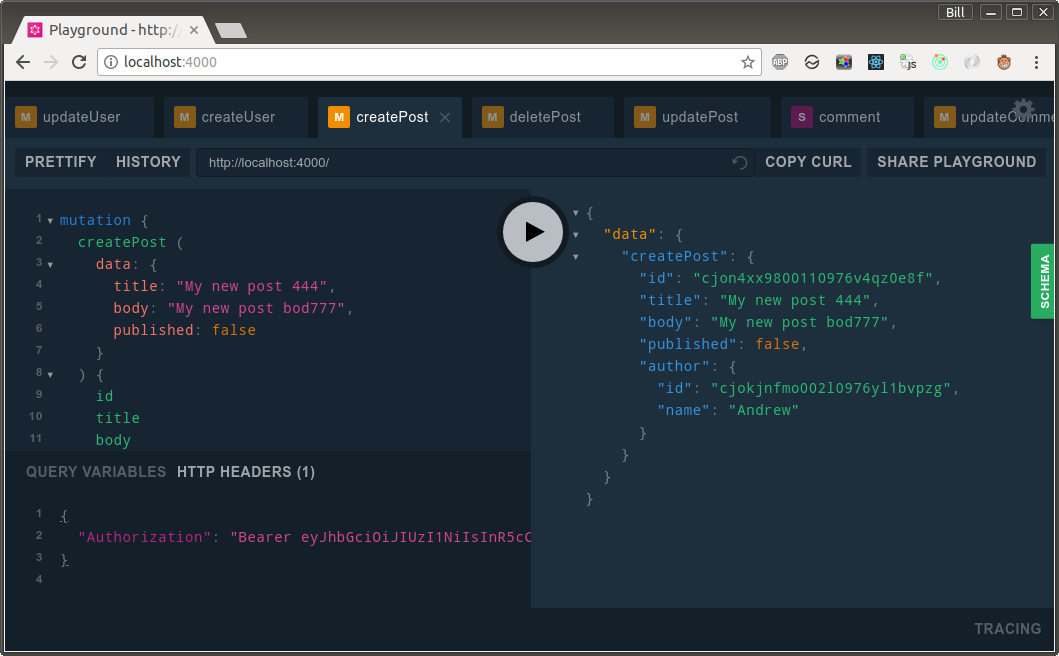 Bill
Playground - http:/
localhost:4000
ABP
JS
M updateUser
M createUser
M createPost
M deletePost
M updatePost
S comment
M updateComme
PRETTIFY HISTORY http://localhost:4000/ COPY CURL SHARE PLAYGROUND
1 mutation {
2 createPost (
3 data: {
4 title: "My new post 444",
5 body: "My new post bod777",
6 published: false
7 }
8 ) {
9 id
10 title
11 body
QUERY VARIABLES HTTP HEADERS (1)
1 {
2 "Authorization": "Bearer eyJhbGciOiJIUzI1NiIsInR5cC
3 }
4
{
"data": {
"createPost": {
"id": "cjon4xx9800110976v4qz0e8f",
"title": "My new post 444",
"body": "My new post bod777",
"published": false,
"author": {
"id": "cjokjnfmo002l0976yl1bvpzg",
"name": "Andrew"
}
}
}
}
SCHEMA
TRACING